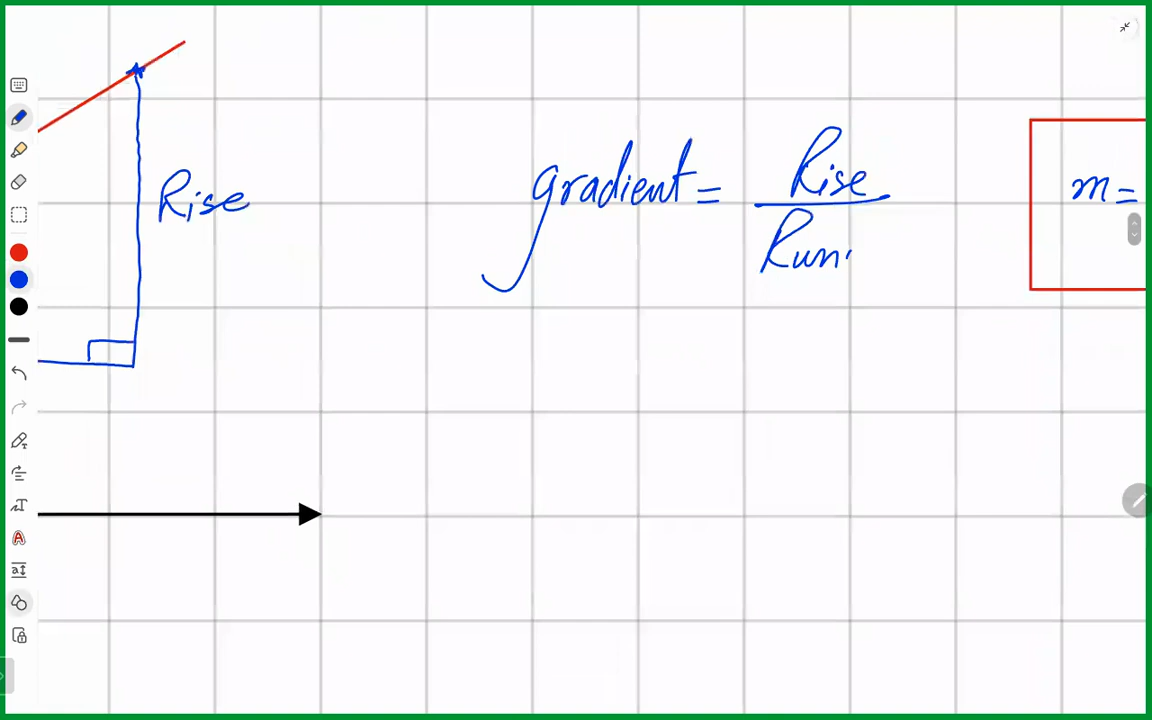 Rise
gradient = Rise
Run
m =